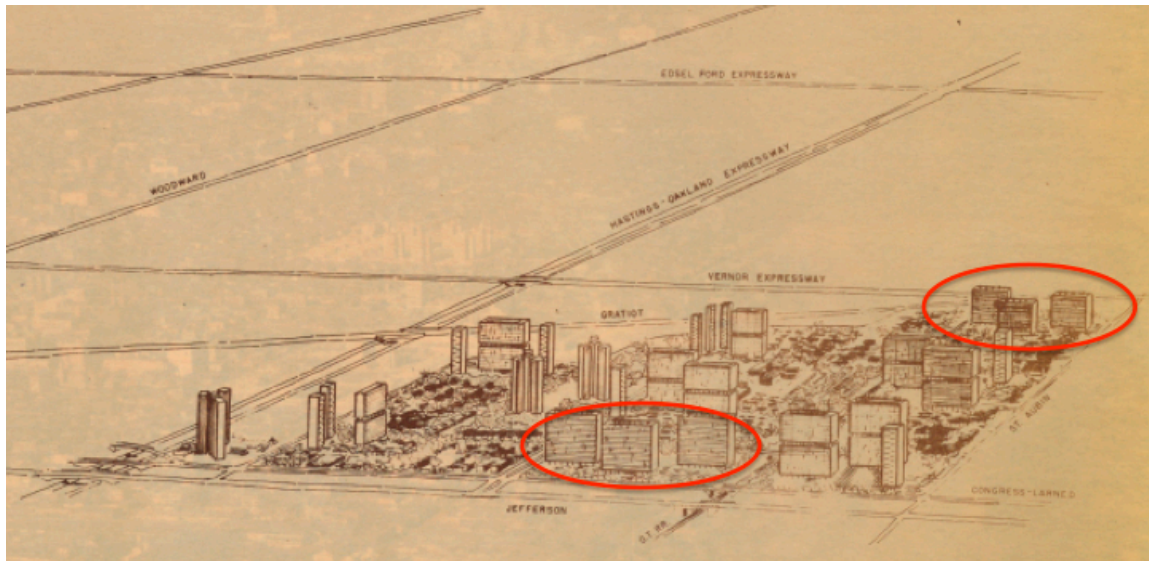 EDSEL FORD EXPRESSWAY
WOODWARD
HASTINGS-OAKLAND EXPRESSWAY
VERNOR EXPRESSWAY
GRATIOT
ST. AUBIN
CONGRESS-LARNED
JEFFERSON
G.T. RR.